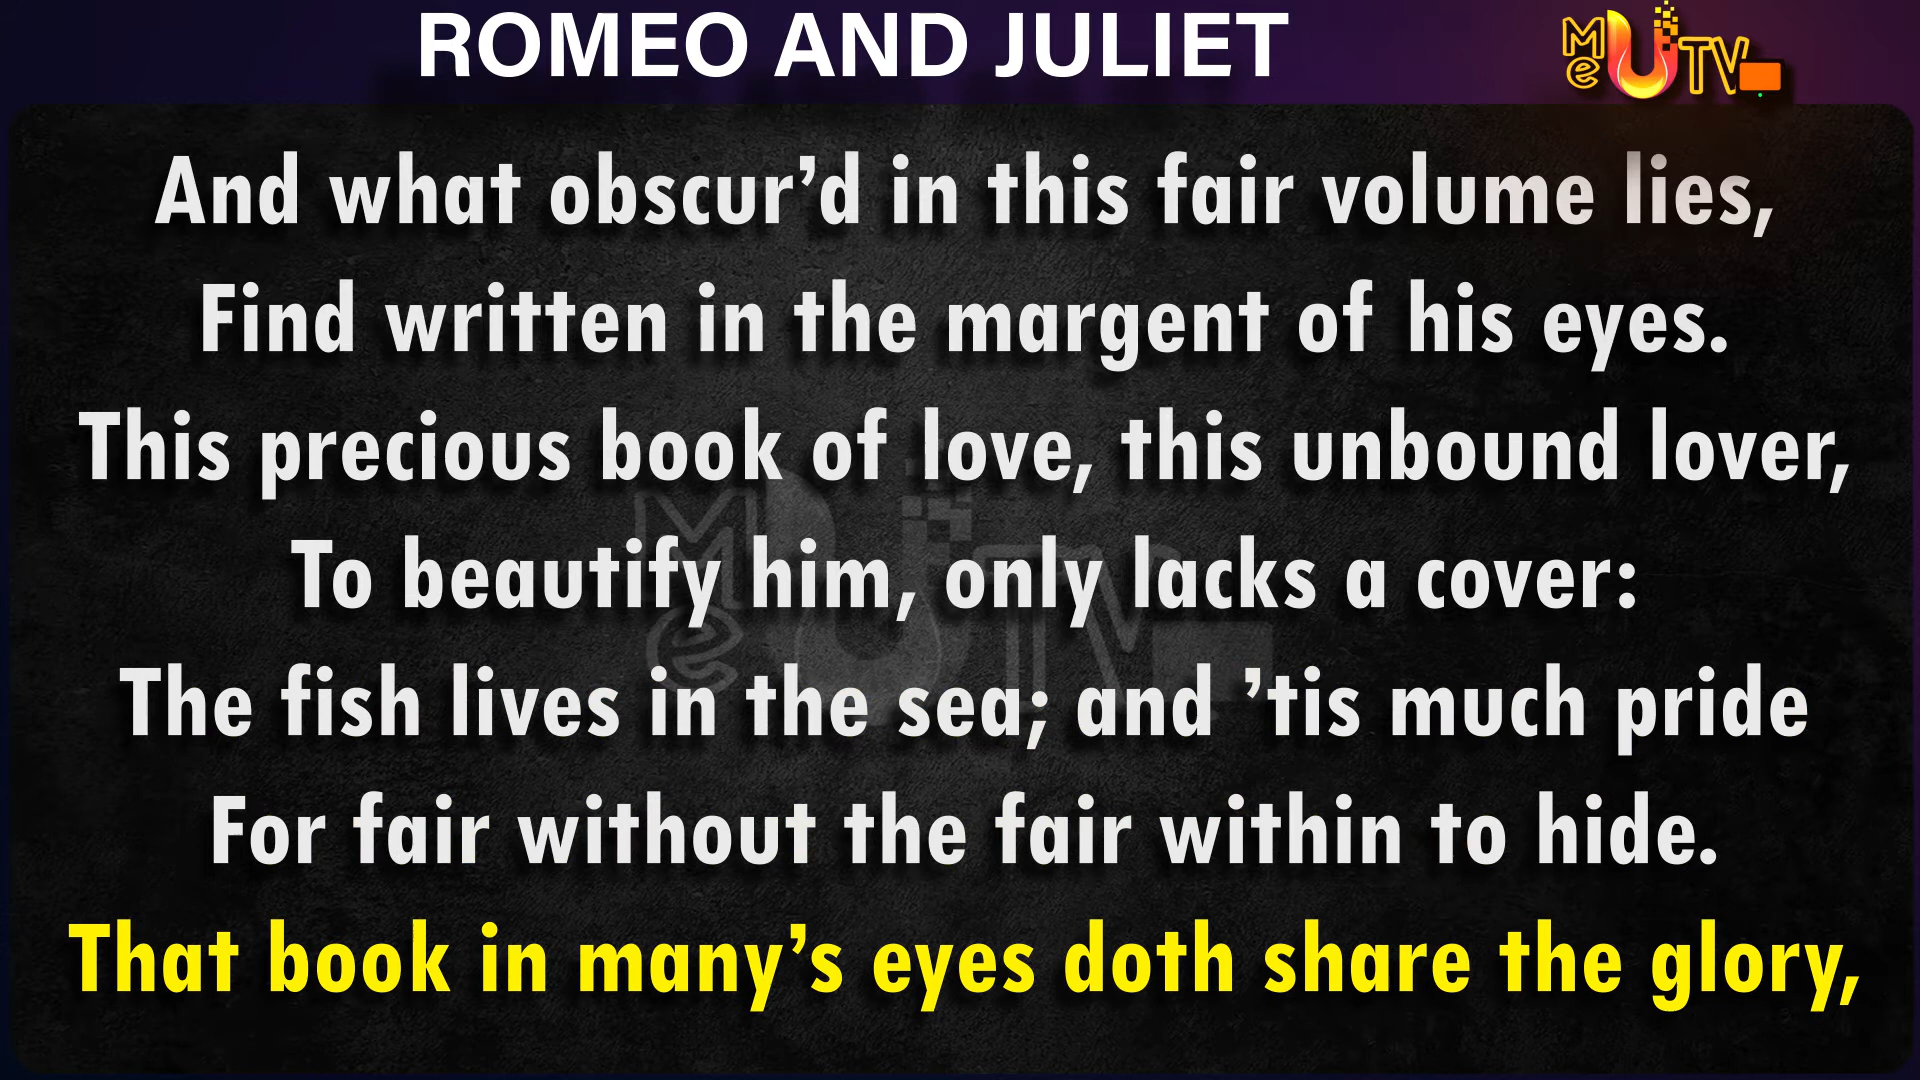 ROMEO AND JULIET
Me UTV
And what obscur’d in this fair volume lies,
Find written in the margent of his eyes.
This precious book of love, this unbound lover,
To beautify him, only lacks a cover:
The fish lives in the sea; and ’tis much pride
For fair without the fair within to hide.
That book in many’s eyes doth share the glory,